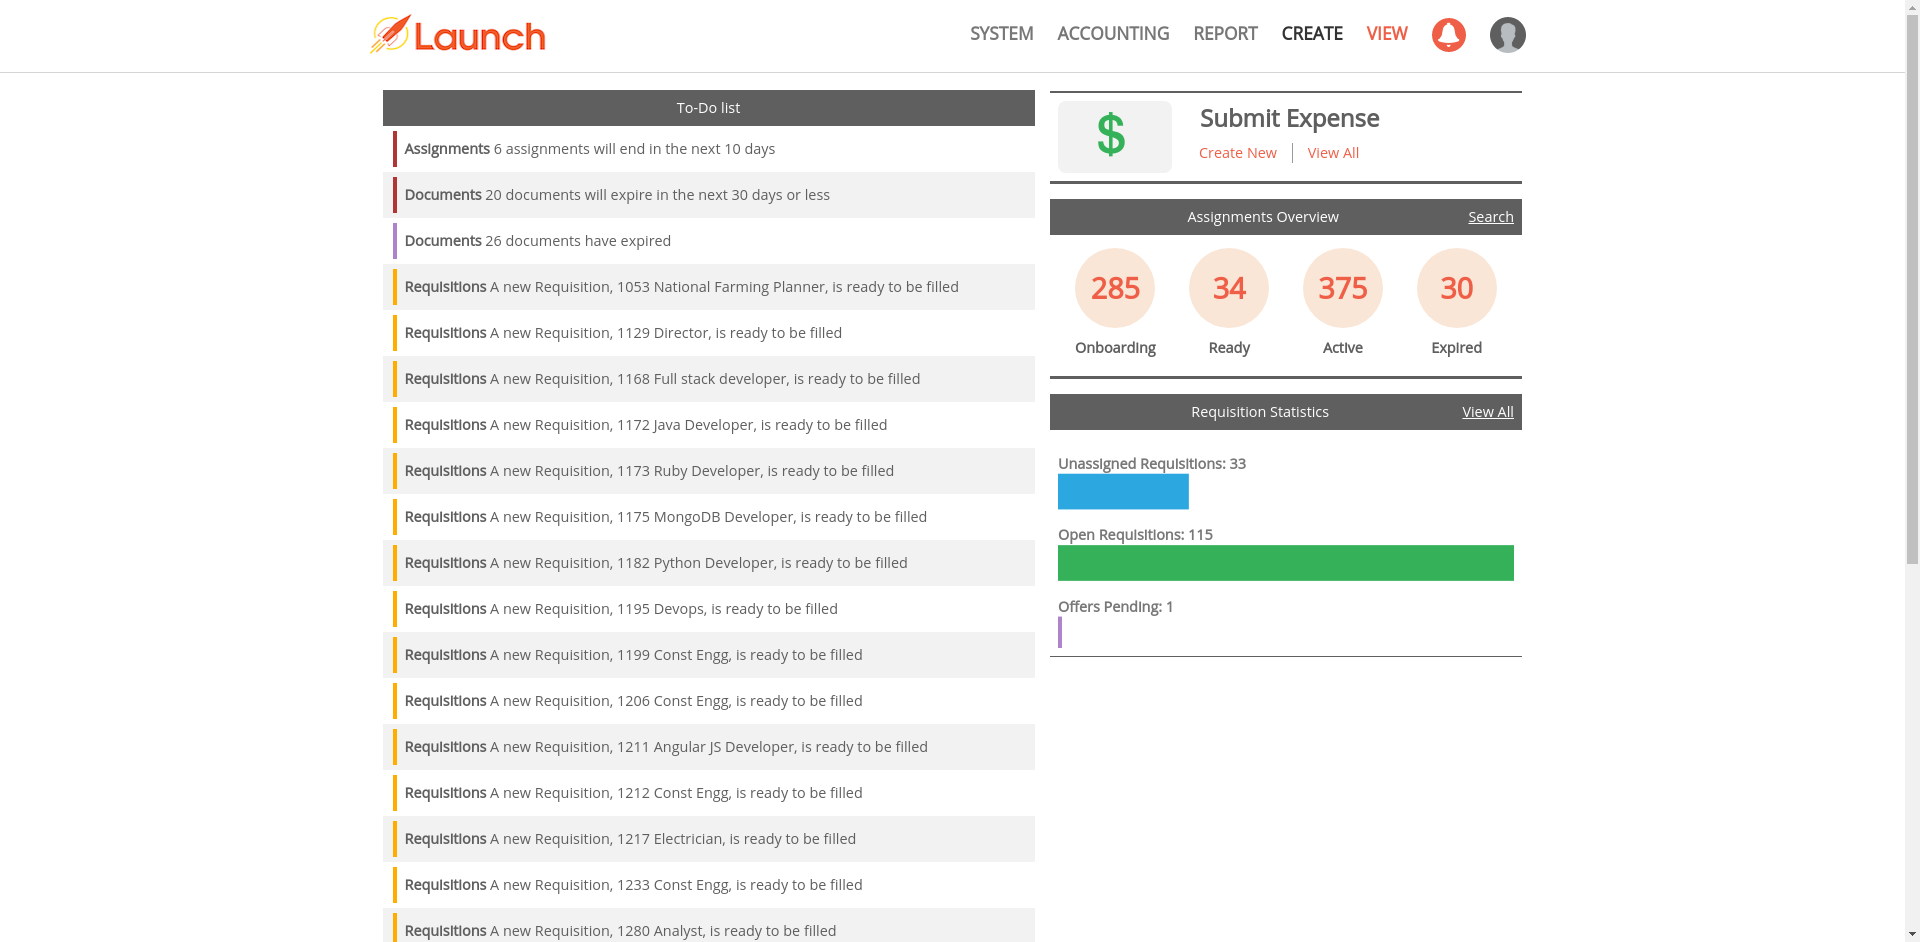 Launch
SYSTEM ACCOUNTING REPORT CREATE VIEW
To-Do list
Assignments 6 assignments will end in the next 10 days
Documents 20 documents will expire in the next 30 days or less
Documents 26 documents have expired
Requisitions A new Requisition, 1053 National Farming Planner, is ready to be filled
Requisitions A new Requisition, 1129 Director, is ready to be filled
Requisitions A new Requisition, 1168 Full stack developer, is ready to be filled
Requisitions A new Requisition, 1172 Java Developer, is ready to be filled
Requisitions A new Requisition, 1173 Ruby Developer, is ready to be filled
Requisitions A new Requisition, 1175 MongoDB Developer, is ready to be filled
Requisitions A new Requisition, 1182 Python Developer, is ready to be filled
Requisitions A new Requisition, 1195 Devops, is ready to be filled
Requisitions A new Requisition, 1199 Const Engg, is ready to be filled
Requisitions A new Requisition, 1206 Const Engg, is ready to be filled
Requisitions A new Requisition, 1211 Angular JS Developer, is ready to be filled
Requisitions A new Requisition, 1212 Const Engg, is ready to be filled
Requisitions A new Requisition, 1217 Electrician, is ready to be filled
Requisitions A new Requisition, 1233 Const Engg, is ready to be filled
Requisitions A new Requisition, 1280 Analyst, is ready to be filled
$
Submit Expense
Create New | View All
Assignments Overview Search
285 34 375 30
Onboarding Ready Active Expired
Requisition Statistics View All
Unassigned Requisitions: 33
Open Requisitions: 115
Offers Pending: 1